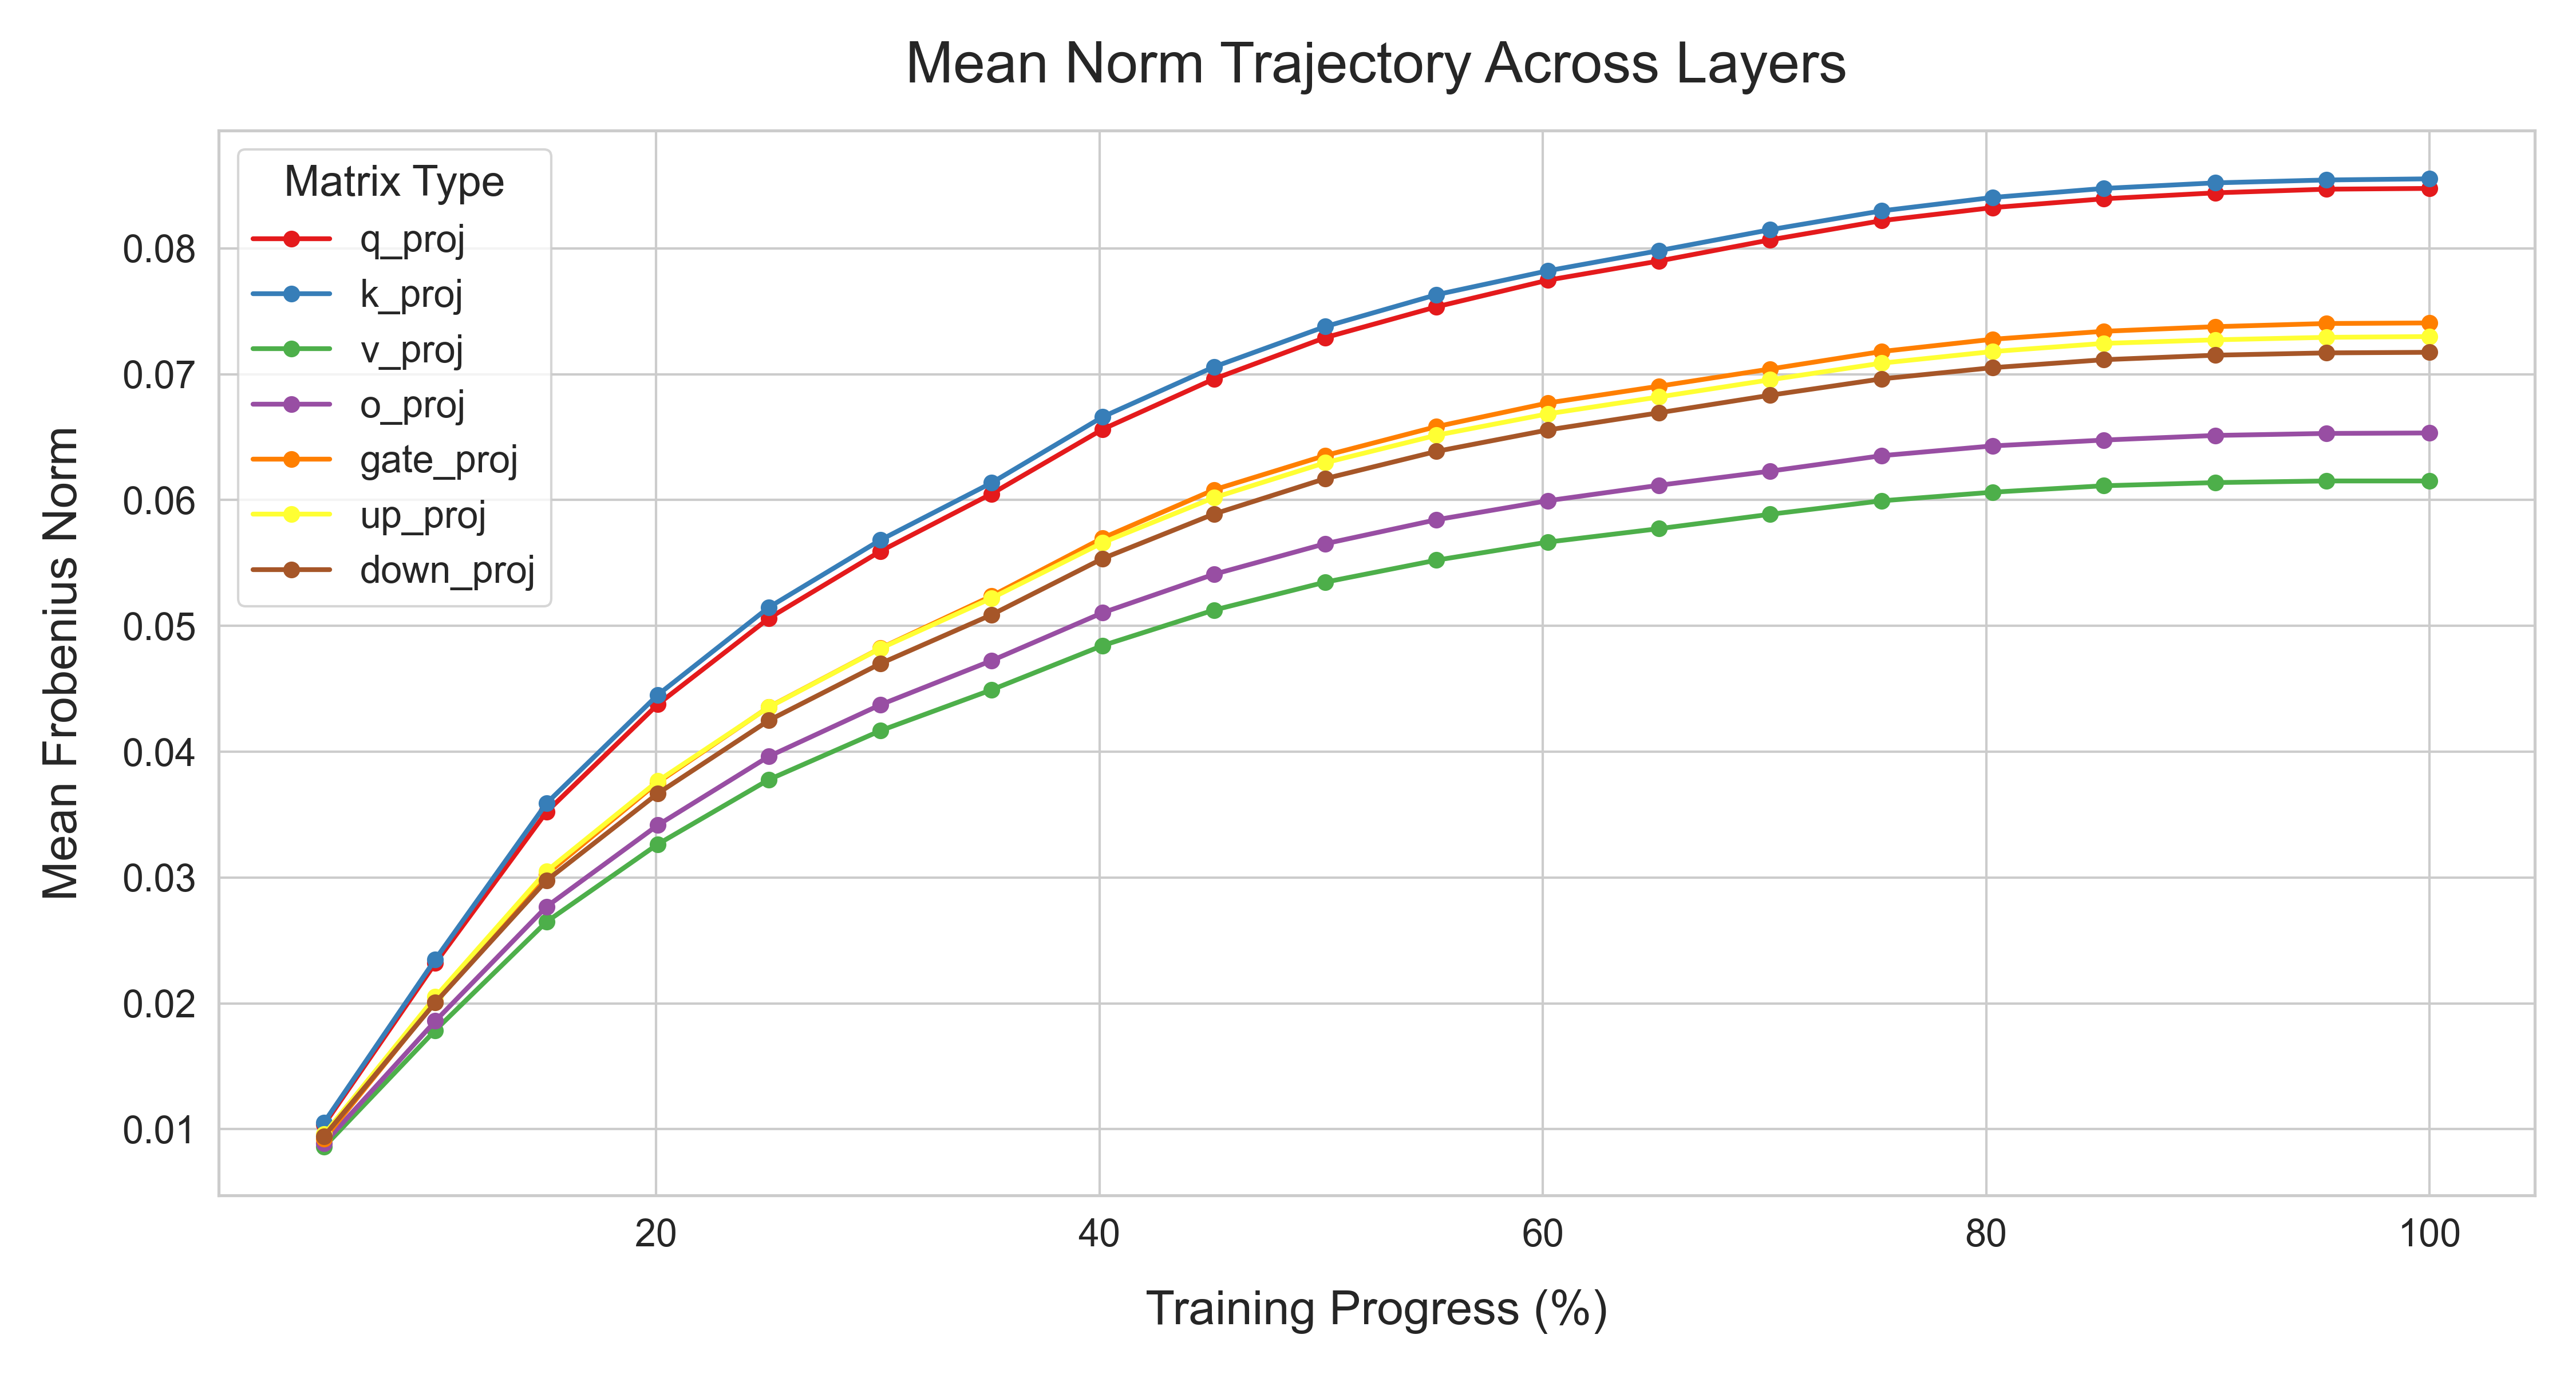 Mean Norm Trajectory Across Layers
Matrix Type
q_proj
k_proj
v_proj
o_proj
gate_proj
up_proj
down_proj
Mean Frobenius Norm
0.08
0.07
0.06
0.05
0.04
0.03
0.02
0.01
20 40 60 80 100
Training Progress (%)